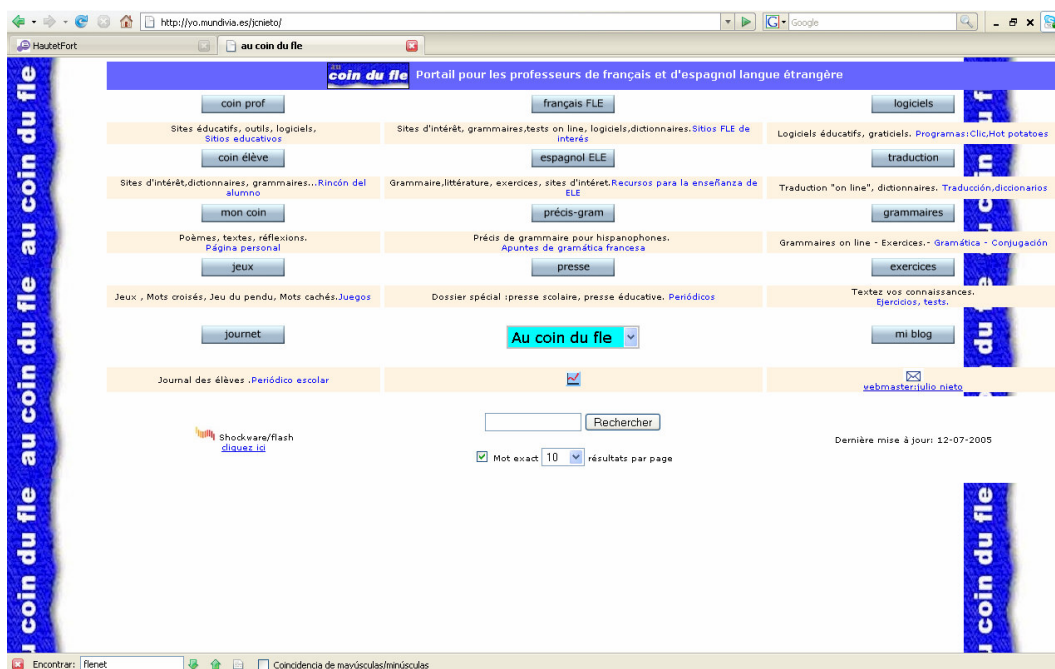 http://yo.mundivia.es/jcnieto/
Google
HautetFort
au coin du fle
au coin du fle Portail pour les professeurs de français et d'espagnol langue étrangère
coin prof
français FLE
logiciels
Sites éducatifs, outils, logiciels,
Sitios educativos
Sites d'intérêt, grammaires,tests on line, logiciels,dictionnaires.Sitios FLE de
interés
Logiciels éducatifs, graticiels. Programas:Clic,Hot potatoes
coin élève
espagnol ELE
traduction
Sites d'intérêt,dictionnaires, grammaires...Rincón del
alumno
Grammaire,littérature, exercices, sites d'intéret.Recursos para la enseñanza de
ELE
Traduction "on line", dictionnaires. Traducción,diccionarios
mon coin
précis-gram
grammaires
Poèmes, textes, réflexions.
Página personal
Précis de grammaire pour hispanophones.
Apuntes de gramática francesa
Grammaires on line - Exercices.- Gramática - Conjugación
jeux
presse
exercices
Jeux , Mots croisés, Jeu du pendu, Mots cachés.Juegos
Dossier spécial :presse scolaire, presse éducative. Periódicos
Textez vos connaissances.
Ejercicios, tests.
journet
Au coin du fle
mi blog
Journal des élèves .Periódico escolar
webmaster:julio nieto
Rechercher
Shockware/flash
cliquez ici
Mot exact 10 résultats par page
Dernière mise à jour: 12-07-2005
au coin du fle au coin du fle au coin du fle
coin du fle
Encontrar: flenet
Coincidencia de mayúsculas/minúsculas